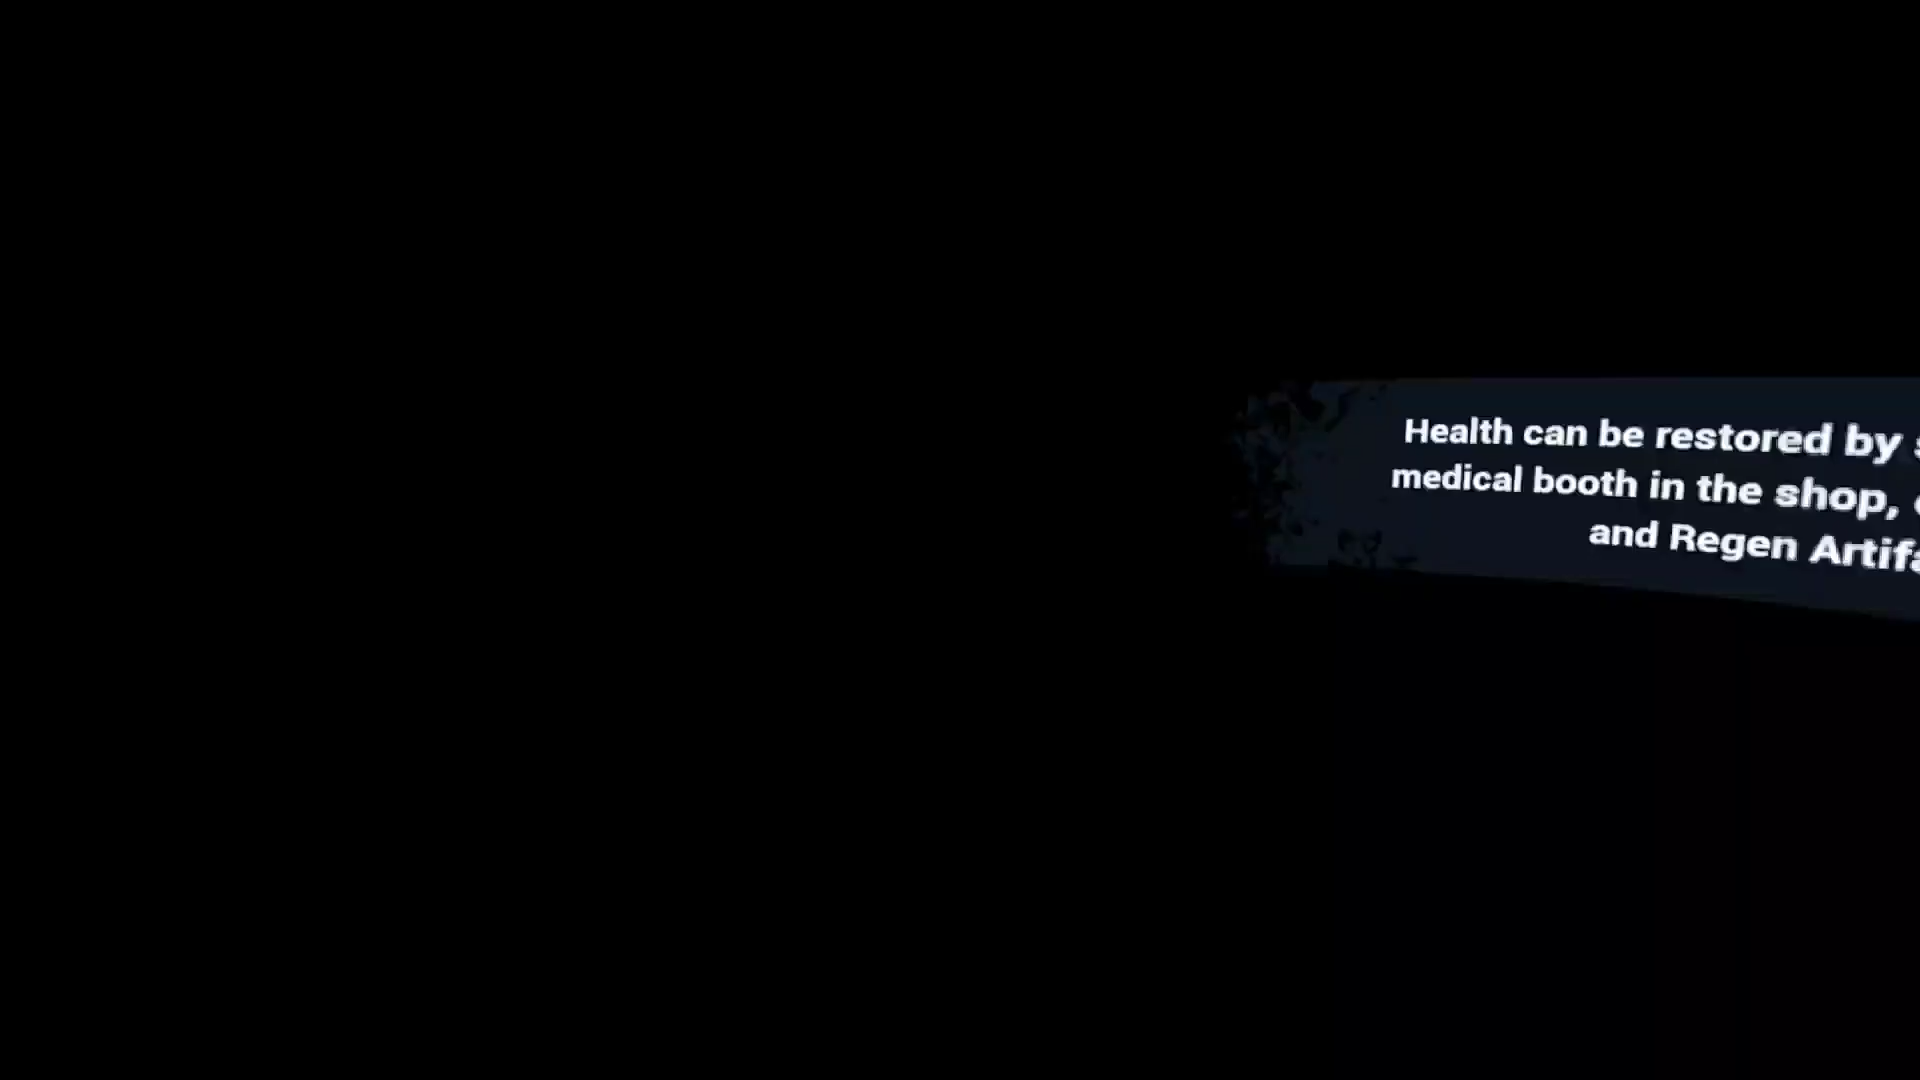 Health can be restored by
medical booth in the shop,
and Regen